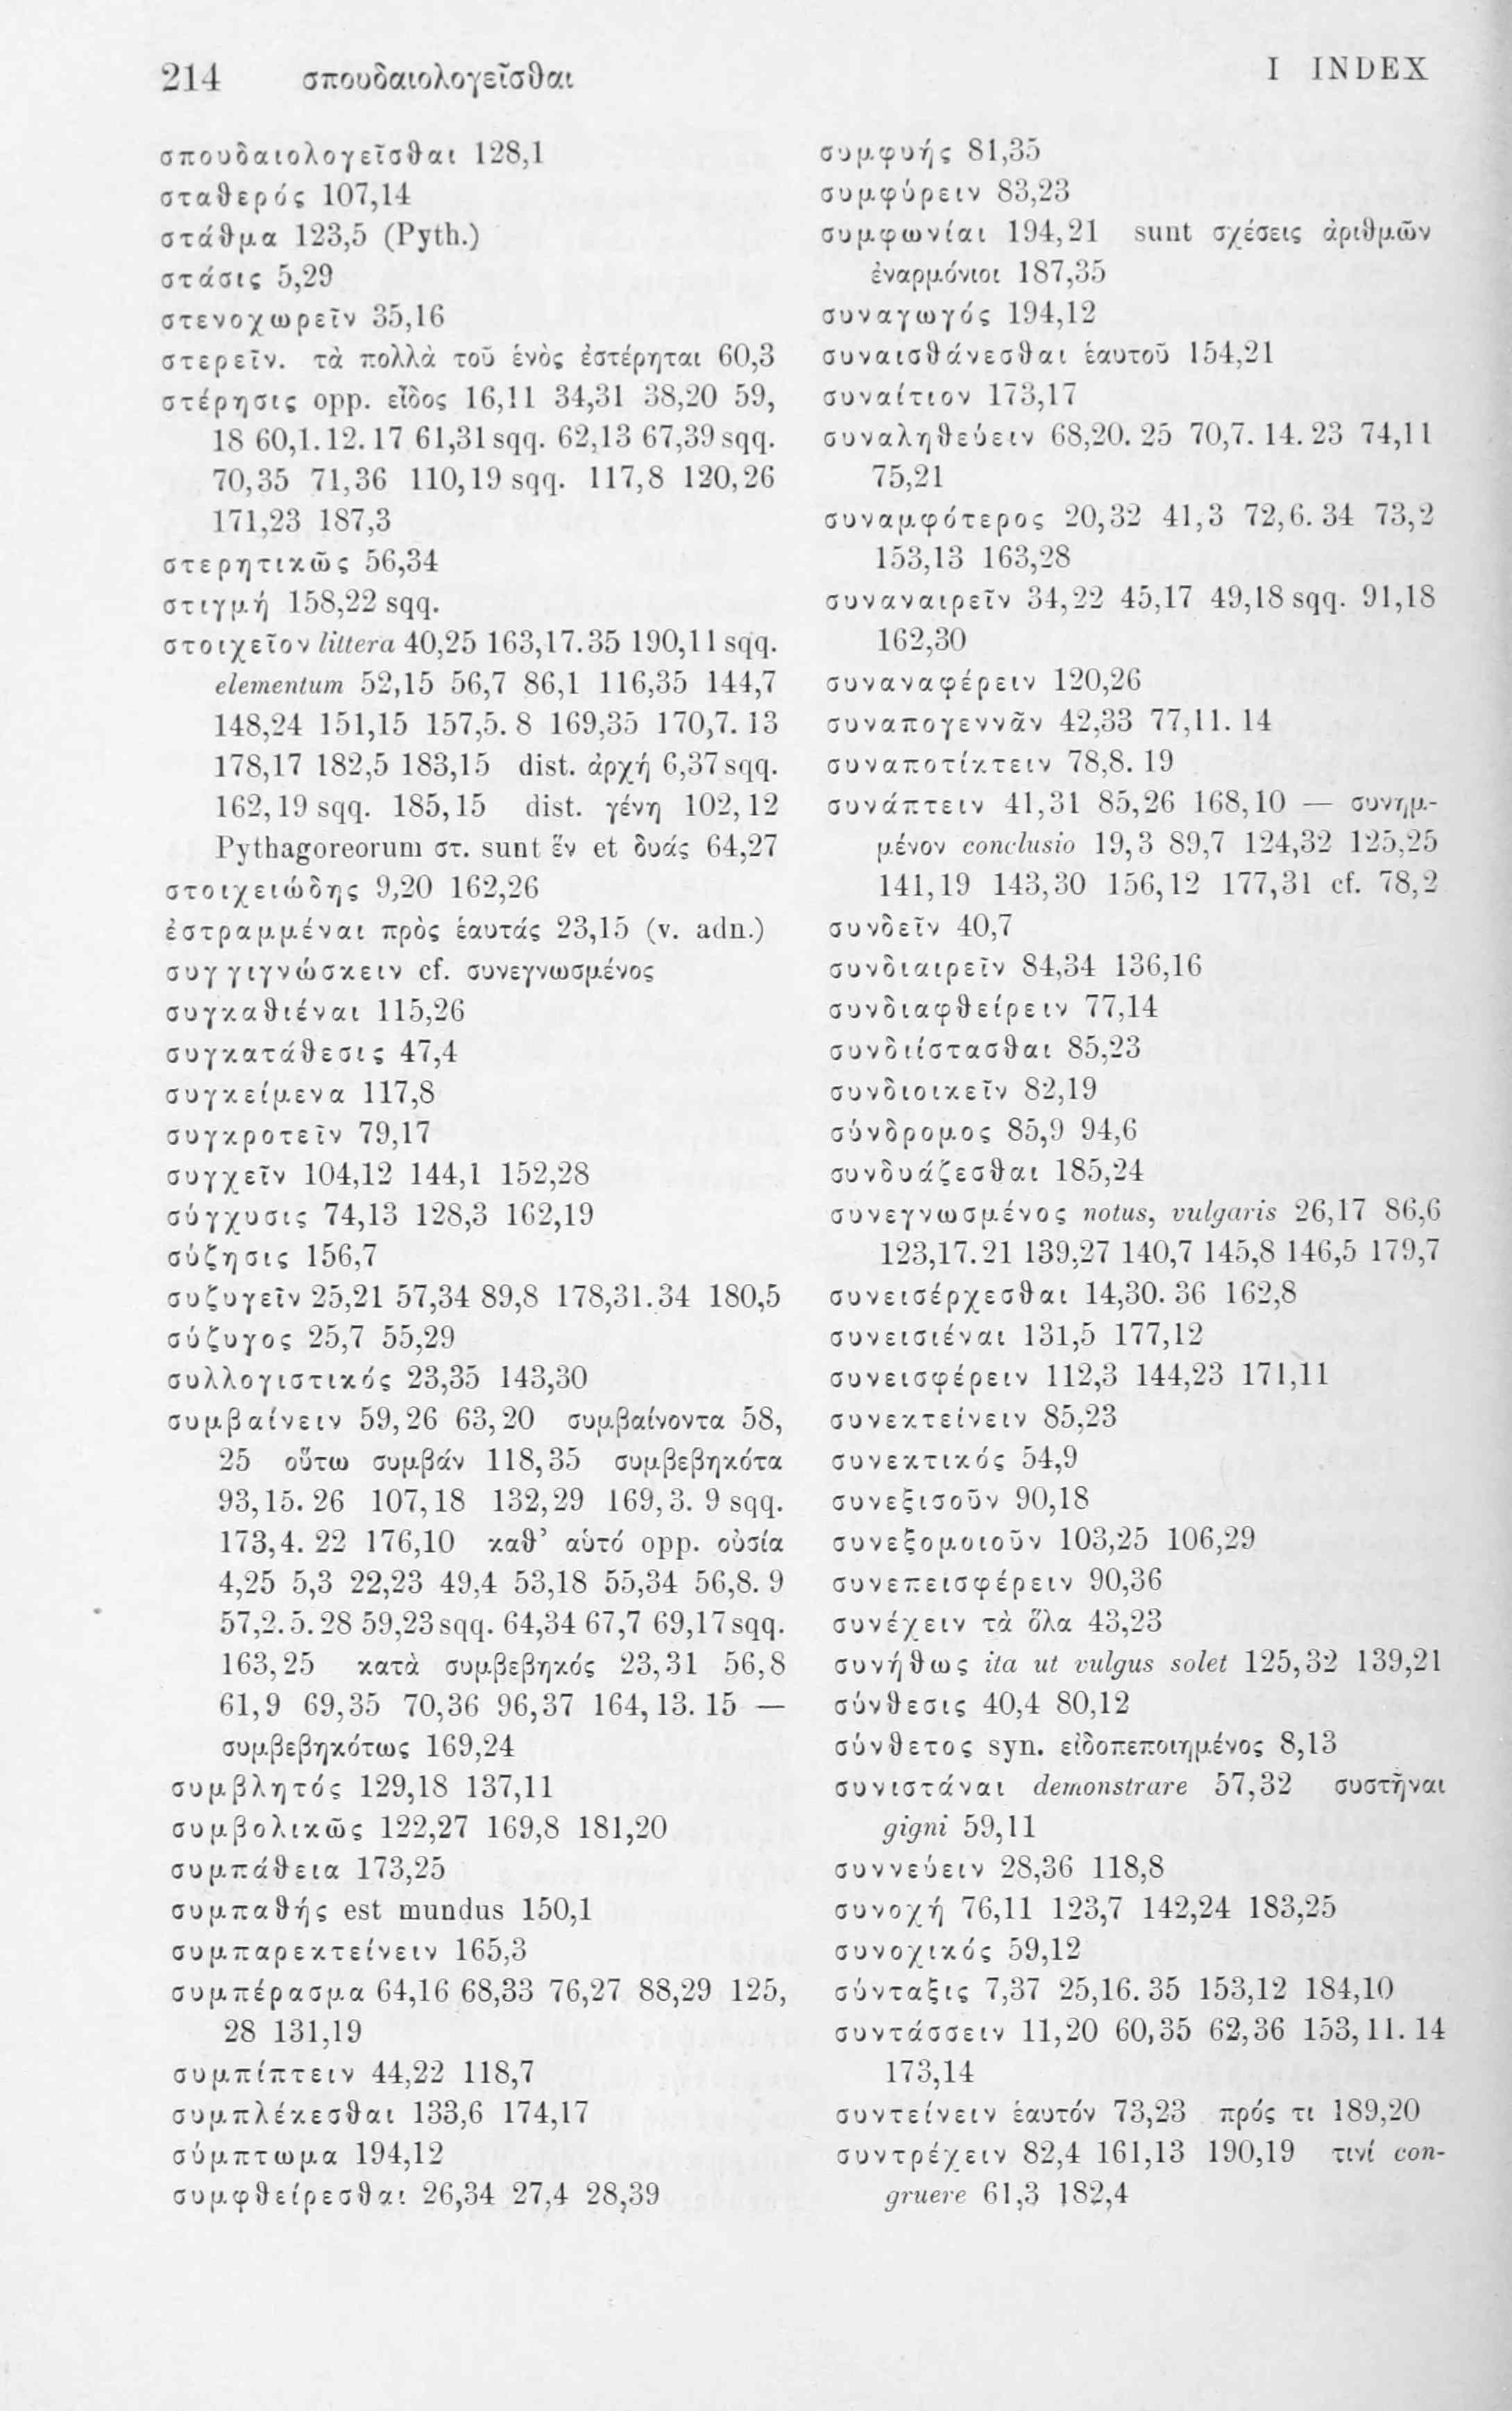 214 σπουδαιολογεῖσθαι I INDEX
σπουδαιολογεῖσθαι 128,1
σταθερός 107,14
στάθμα 123,5 (Pyth.)
στάσις 5,29
στενοχωρεῖν 35,16
στερεῖν. τὰ πολλὰ τοῦ ἑνὸς ἐστέρηται 60,3
στέρησις opp. εἶδος 16,11 34,31 38,20 59,
18 60,1. 12. 17 61,31 sqq. 62,13 67,39 sqq.
70,35 71,36 110,19 sqq. 117,8 120,26
171,23 187,3
στερητικῶς 56,34
στιγμή 158,22 sqq.
στοιχεῖον littera 40,25 163,17. 35 190,11 sqq.
elementum 52,15 56,7 86,1 116,35 144,7
148,24 151,15 157,5. 8 169,35 170,7. 13
178,17 182,5 183,15 dist. ἀρχή 6,37 sqq.
162,19 sqq. 185,15 dist. γένη 102,12
Pythagoreorum στ. sunt ἕν et δυάς 64,27
στοιχειώδης 9,20 162,26
ἐστραμμέναι πρὸς ἑαυτάς 23,15 (v. adn.)
συγγιγνώσκειν cf. συνεγνωσμένος
συγκαθιέναι 115,26
συγκατάθεσις 47,4
συγκείμενα 117,8
συγκροτεῖν 79,17
συγχεῖν 104,12 144,1 152,28
σύγχυσις 74,13 128,3 162,19
σύζησις 156,7
συζυγεῖν 25,21 57,34 89,8 178,31. 34 180,5
σύζυγος 25,7 55,29
συλλογιστικός 23,35 143,30
συμβαίνειν 59,26 63,20 συμβαίνοντα 58,
25 οὕτω συμβάν 118,35 συμβεβηκότα
93,15. 26 107,18 132,29 169,3. 9 sqq.
173,4. 22 176,10 καθ’ αὑτό opp. οὐσία
4,25 5,3 22,23 49,4 53,18 55,34 56,8. 9
57,2. 5. 28 59,23 sqq. 64,34 67,7 69,17 sqq.
163,25 κατὰ συμβεβηκός 23,31 56,8
61,9 69,35 70,36 96,37 164,13. 15 —
συμβεβηκότως 169,24
συμβλητός 129,18 137,11
συμβολικῶς 122,27 169,8 181,20
συμπάθεια 173,25
συμπαθής est mundus 150,1
συμπαρεκτείνειν 165,3
συμπέρασμα 64,16 68,33 76,27 88,29 125,
28 131,19
συμπίπτειν 44,22 118,7
συμπλέκεσθαι 133,6 174,17
σύμπτωμα 194,12
συμφθείρεσθαι 26,34 27,4 28,39
συμφυής 81,35
συμφύρειν 83,23
συμφωνίαι 194,21 sunt σχέσεις ἀριθμῶν
ἐναρμόνιοι 187,35
συναγωγός 194,12
συναισθάνεσθαι ἑαυτοῦ 154,21
συναίτιον 173,17
συναληθεύειν 68,20. 25 70,7. 14. 23 74,11
75,21
συναμφότερος 20,32 41,3 72,6. 34 73,2
153,13 163,28
συναναιρεῖν 34,22 45,17 49,18 sqq. 91,18
162,30
συναναφέρειν 120,26
συναπογεννᾶν 42,33 77,11. 14
συναποτίκτειν 78,8. 19
συνάπτειν 41,31 85,26 168,10 — συνημ-
μένον conclusio 19,3 89,7 124,32 125,25
141,19 143,30 156,12 177,31 cf. 78,2
συνδεῖν 40,7
συνδιαιρεῖν 84,34 136,16
συνδιαφθείρειν 77,14
συνδιίστασθαι 85,23
συνδιοικεῖν 82,19
σύνδρομος 85,9 94,6
συνδυάζεσθαι 185,24
συνεγνωσμένος notus, vulgaris 26,17 86,6
123,17. 21 139,27 140,7 145,8 146,5 179,7
συνεισέρχεσθαι 14,30. 36 162,8
συνεισιέναι 131,5 177,12
συνεισφέρειν 112,3 144,23 171,11
συνεκτείνειν 85,23
συνεκτικός 54,9
συνεξισοῦν 90,18
συνεξομοιοῦν 103,25 106,29
συνεπεισφέρειν 90,36
συνέχειν τὰ ὅλα 43,23
συνήθως ita ut vulgus solet 125,32 139,21
σύνθεσις 40,4 80,12
σύνθετος syn. εἰδοπεποιημένος 8,13
συνιστάναι demonstrare 57,32 συστῆναι
gigni 59,11
συννεύειν 28,36 118,8
συνοχή 76,11 123,7 142,24 183,25
συνοχικός 59,12
σύνταξις 7,37 25,16. 35 153,12 184,10
συντάσσειν 11,20 60,35 62,36 153,11. 14
173,14
συντείνειν ἑαυτόν 73,23 πρός τι 189,20
συντρέχειν 82,4 161,13 190,19 τινί con-
gruere 61,3 182,4